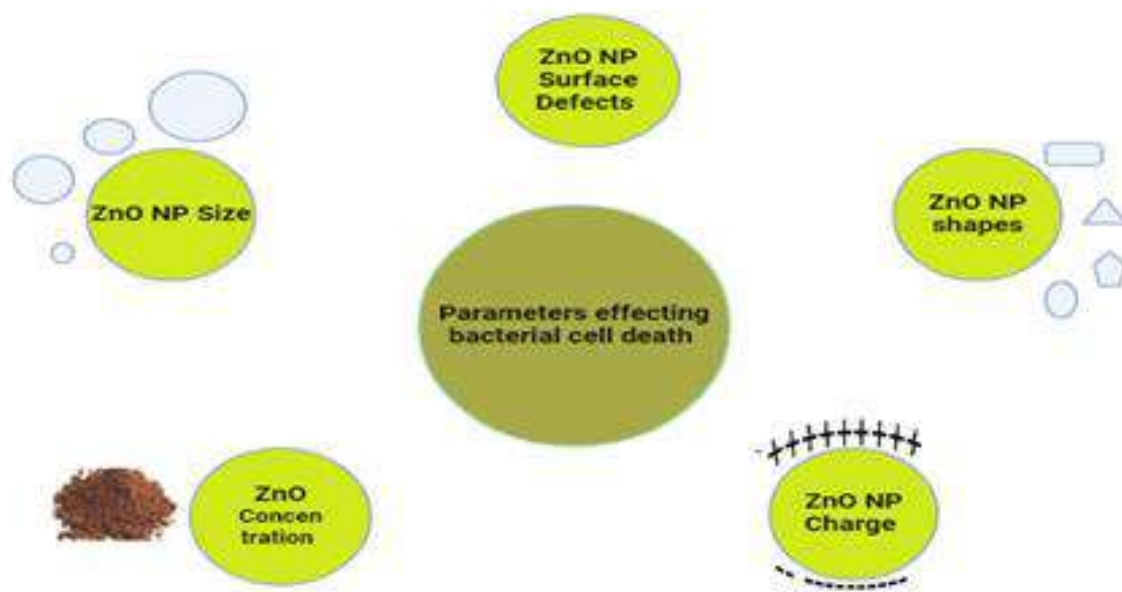 ZnO NP
Surface
Defects
ZnO NP Size
ZnO NP
shapes
Parameters effecting
bacterial cell death
ZnO
Concen
tration
ZnO NP
Charge